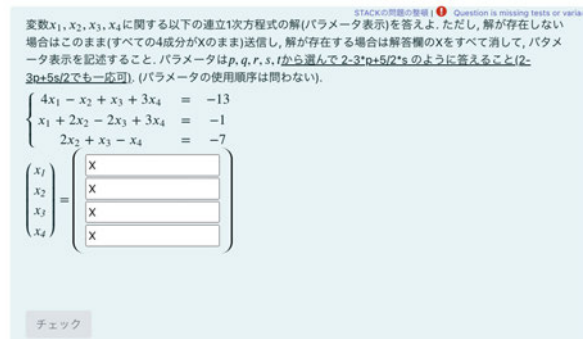 STACKの問題の整頓 | Question is missing tests or varia
変数x₁, x₂, x₃, x₄に関する以下の連立1次方程式の解(パラメータ表示)を答えよ. ただし, 解が存在しない
場合はこのまま(すべての4成分がXのまま)送信し, 解が存在する場合は解答欄のXをすべて消して, パタメ
ータ表示を記述すること. パラメータはp, q, r, s, tから選んで 2-3*p+5/2*s のように答えること(2-
3p+5s/2でも一応可). (パラメータの使用順序は問わない).
4x₁ − x₂ + x₃ + 3x₄ = −13
x₁ + 2x₂ − 2x₃ + 3x₄ = −1
2x₂ + x₃ − x₄ = −7
x₁ X
x₂ X
x₃ = X
x₄ X
チェック